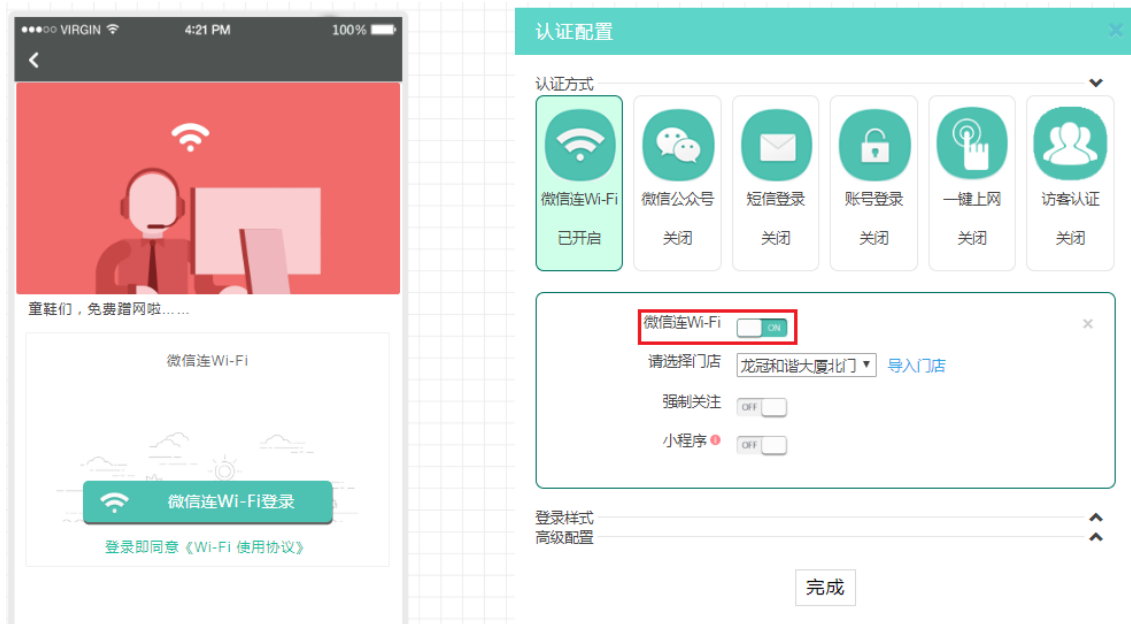 VIRGIN 4:21 PM 100%
童鞋们，免费蹭网啦……
微信连Wi-Fi
微信连Wi-Fi登录
登录即同意《Wi-Fi 使用协议》
认证配置
认证方式
微信连Wi-Fi 微信公众号 短信登录 账号登录 一键上网 访客认证
已开启 关闭 关闭 关闭 关闭 关闭
微信连Wi-Fi ON
请选择门店 龙冠和谐大厦北门 导入门店
强制关注 OFF
小程序 OFF
登录样式
高级配置
完成